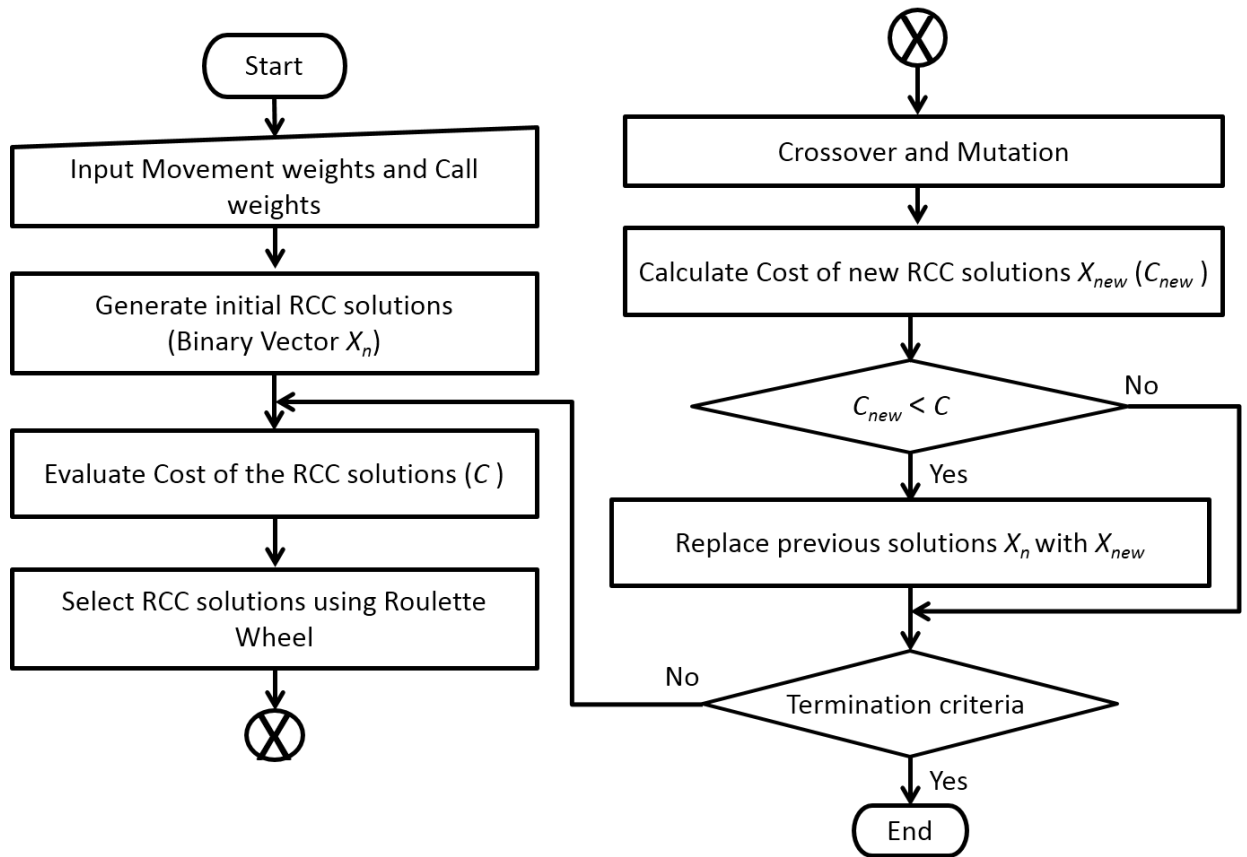 Start
Input Movement weights and Call
weights
Generate initial RCC solutions
(Binary Vector Xn)
Evaluate Cost of the RCC solutions (C )
Select RCC solutions using Roulette
Wheel
X
X
Crossover and Mutation
Calculate Cost of new RCC solutions Xnew (Cnew )
Cnew < C
No
Yes
Replace previous solutions Xn with Xnew
No
Termination criteria
Yes
End